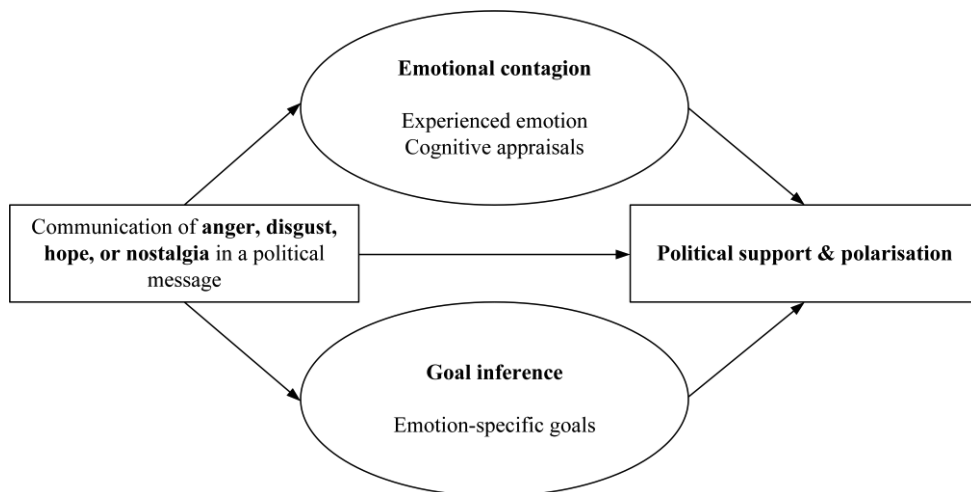 Emotional contagion
Experienced emotion
Cognitive appraisals
Communication of anger, disgust,
hope, or nostalgia in a political
message
Political support & polarisation
Goal inference
Emotion-specific goals